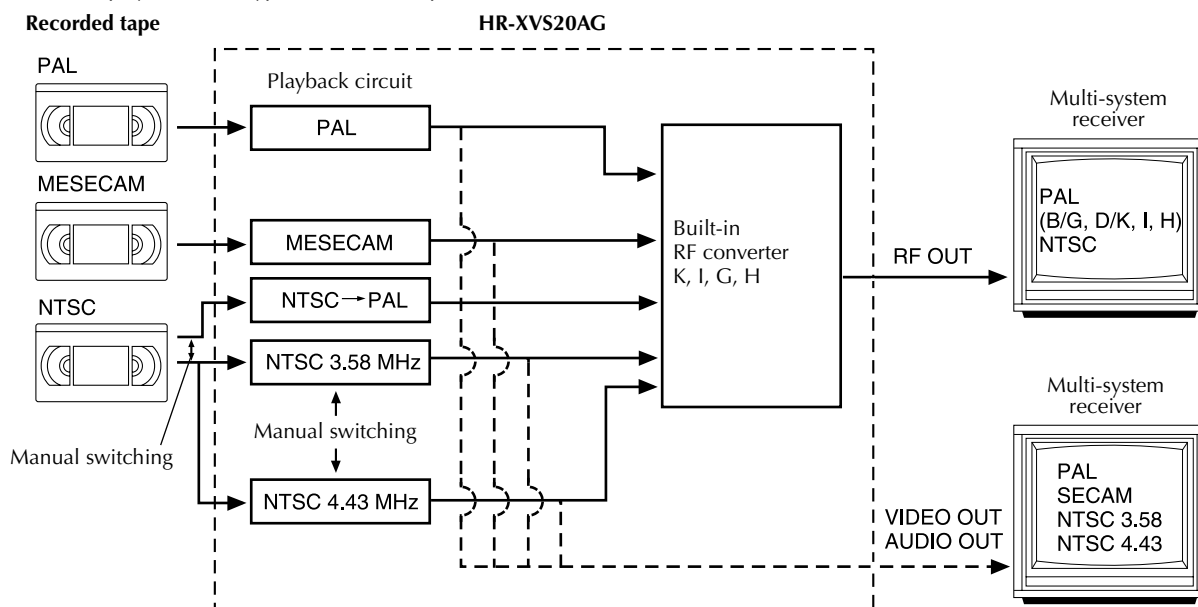 Recorded tape
HR-XVS20AG
PAL
Playback circuit
PAL
MESECAM
MESECAM
NTSC
NTSC → PAL
NTSC 3.58 MHz
Manual switching
Manual switching
NTSC 4.43 MHz
Built-in
RF converter
K, I, G, H
RF OUT
Multi-system
receiver
PAL
(B/G, D/K, I, H)
NTSC
VIDEO OUT
AUDIO OUT
Multi-system
receiver
PAL
SECAM
NTSC 3.58
NTSC 4.43